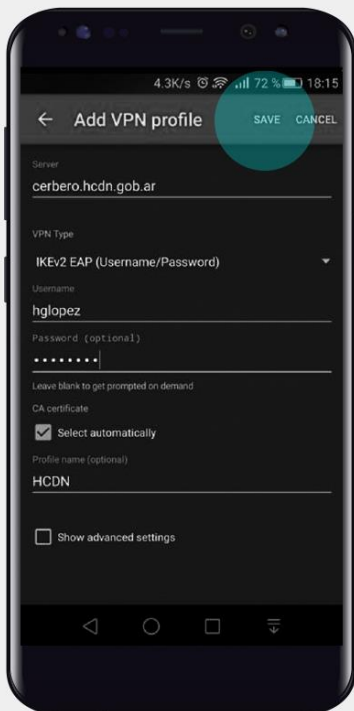 4.3K/s 72 % 18:15
Add VPN profile SAVE CANCEL
Server
cerbero.hcdn.gob.ar
VPN Type
IKEv2 EAP (Username/Password)
Username
hglopez
Password (optional)
••••••••
Leave blank to get prompted on demand
CA certificate
Select automatically
Profile name (optional)
HCDN
Show advanced settings